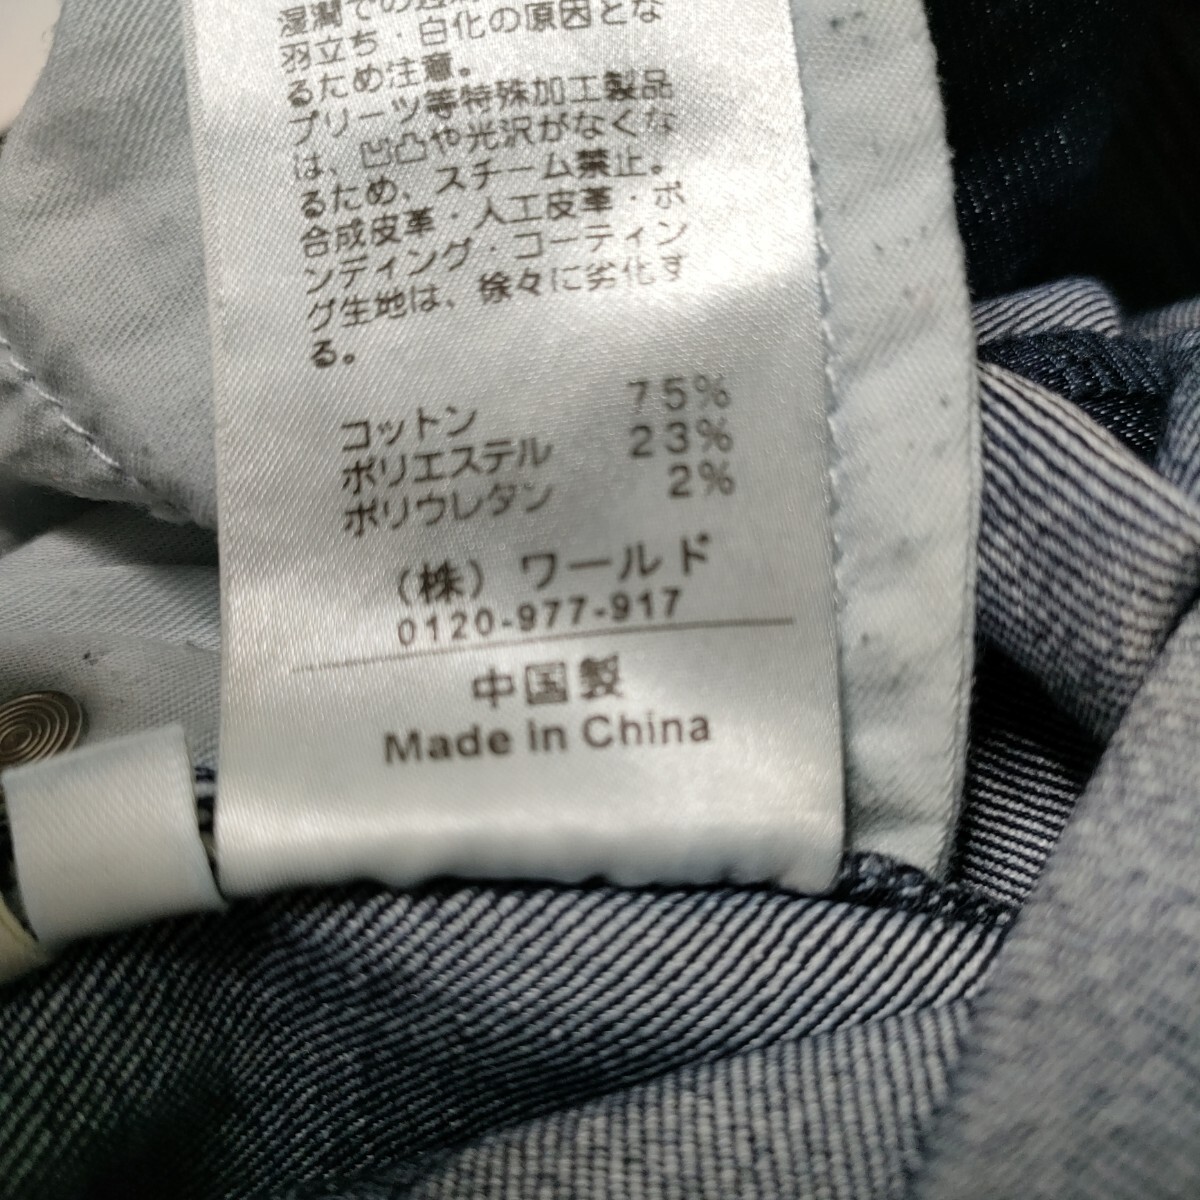 湿潤での
羽立ち・白化の原因とな
るため注意。
プリーツ等特殊加工製品
は、凹凸や光沢がなくな
るため、スチーム禁止。
合成皮革・人工皮革・ボ
ンディング・コーティン
グ生地は、徐々に劣化す
る。
コットン 75%
ポリエステル 23%
ポリウレタン 2%
(株)ワールド
0120-977-917
中国製
Made in China